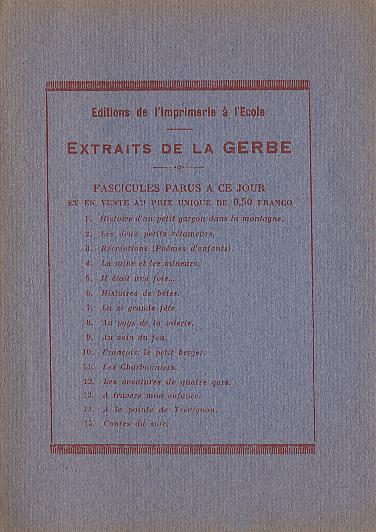 Editions de l'Imprimerie à l'Ecole
EXTRAITS DE LA GERBE
FASCICULES PARUS A CE JOUR
ET EN VENTE AU PRIX UNIQUE DE 0,50 FRANCO
1. Histoire d'un petit garçon dans la montagne.
2. Les deux petits rétameurs.
3. Récréations (Poèmes d'enfants).
4. La mine et les mineurs.
5. Il était une fois...
6. Histoires de bêtes.
7. La si grande fête.
8. Au pays de la soierie.
9. Au coin du feu.
10. François, le petit berger.
11. Les Charbonniers.
12. Les aventures de quatre gars.
13. A travers mon enfance.
14. A la pointe de Trévignon.
15. Contes du soir.